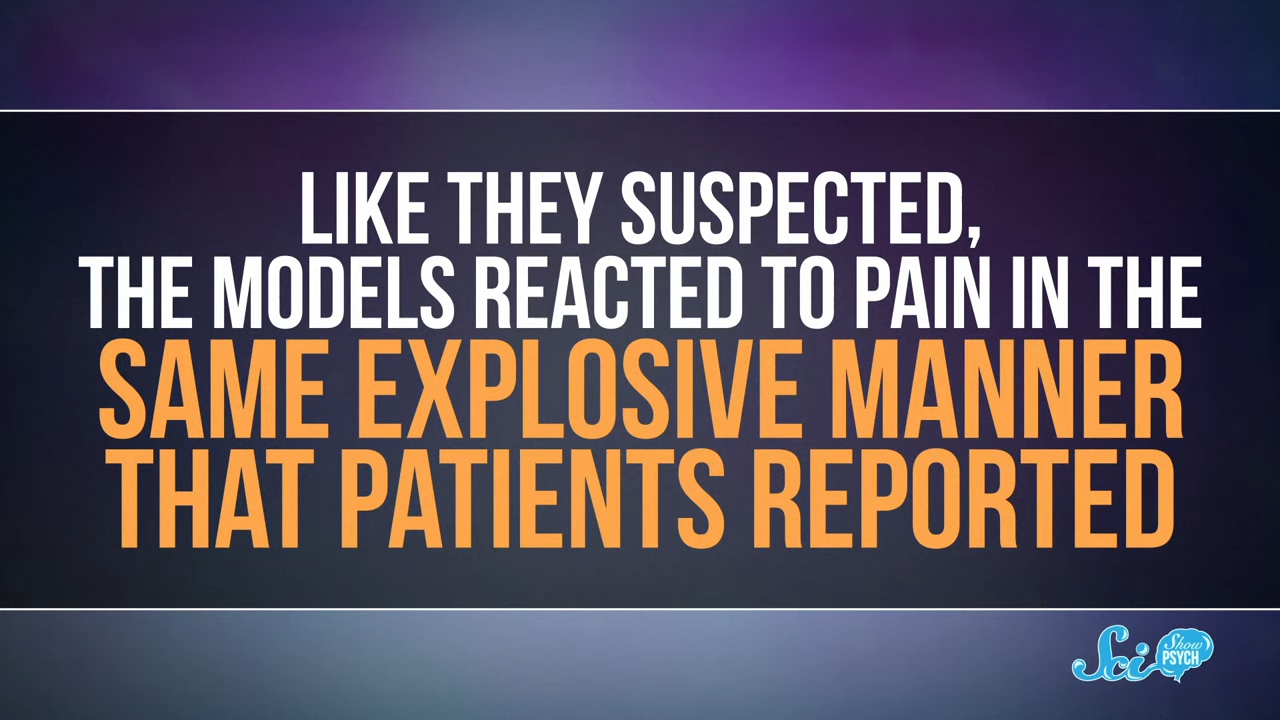 LIKE THEY SUSPECTED,
THE MODELS REACTED TO PAIN IN THE
SAME EXPLOSIVE MANNER
THAT PATIENTS REPORTED
Sci Show
PSYCH